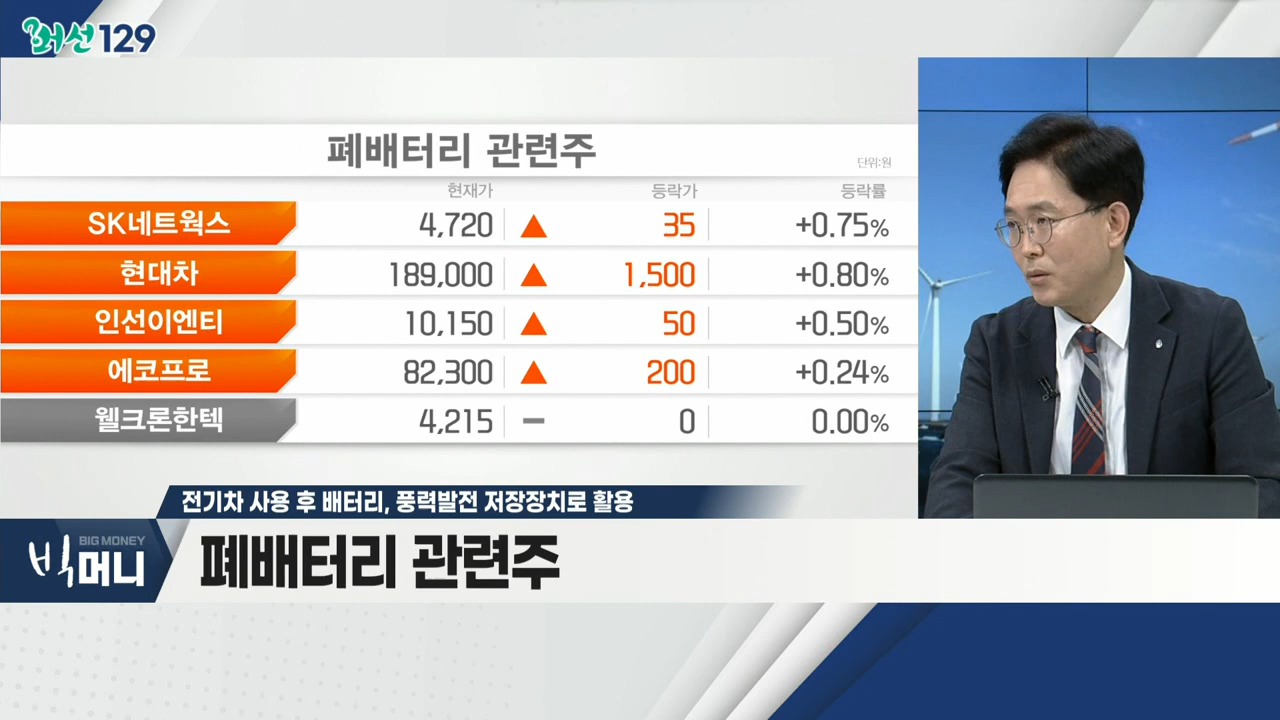 머선129
폐배터리 관련주
단위:원
현재가 등락가 등락률
SK네트웍스 4,720 ▲ 35 +0.75%
현대차 189,000 ▲ 1,500 +0.80%
인선이엔티 10,150 ▲ 50 +0.50%
에코프로 82,300 ▲ 200 +0.24%
웰크론한텍 4,215 - 0 0.00%
전기차 사용 후 배터리, 풍력발전 저장장치로 활용
BIG MONEY
빅머니
폐배터리 관련주